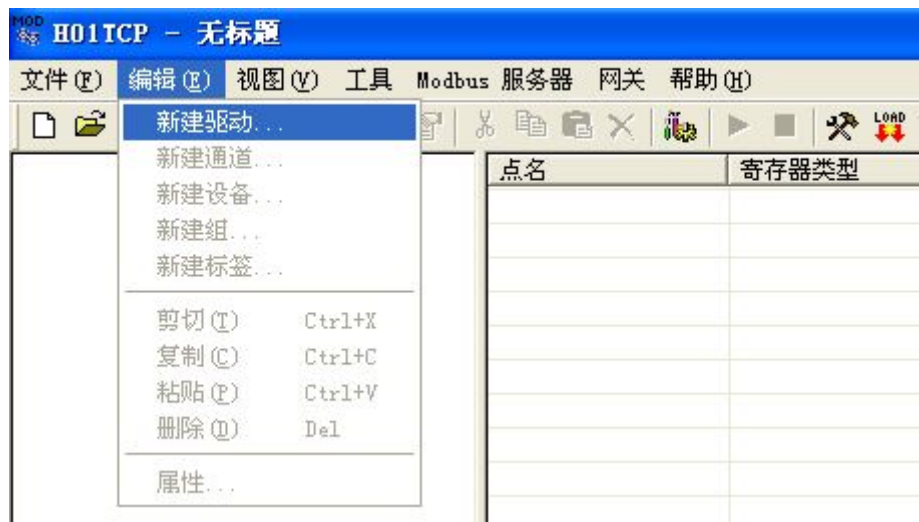 MOD
H01TCP - 无标题
文件(F) 编辑(E) 视图(V) 工具 Modbus 服务器 网关 帮助(H)
LOAD
新建驱动...
新建通道...
新建设备...
新建组...
新建标签...
剪切(T) Ctrl+X
复制(C) Ctrl+C
粘贴(P) Ctrl+V
删除(D) Del
属性...
点名 寄存器类型